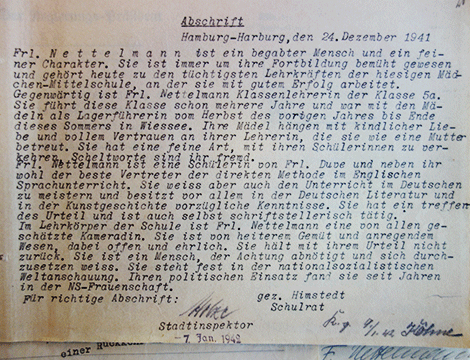 Abschrift
Hamburg-Harburg, den 24. Dezember 1941
Frl. N e t t e l m a n n ist ein begabter Mensch und ein fei-
ner Charakter. Sie ist immer um ihre Fortbildung bemüht gewesen
und gehört heute zu den tüchtigsten Lehrkräften der hiesigen Mäd-
chen-Mittelschule, an der sie mit gutem Erfolg arbeitet.
Gegenwärtig ist Frl. Nettelmann Klassenlehrerin der Klasse 5a.
Sie führt diese Klasse schon mehrere Jahre und war mit den Mä-
deln als Lagerführerin vom Herbst des vorigen Jahres bis Ende
dieses Sommers in Kiessee. Ihre Mädel hängen mit kindlicher Lie-
be und vollem Vertrauen an ihrer Lehrerin, die sie wie eine Mutter
betreut. Sie hat eine feine Art, mit ihren Schülerinnen zu ver-
kehren. Scheltworte sind ihr fremd.
Frl. Nettelmann ist eine Schülerin von Frl. Duve und neben ihr
wohl der beste Vertreter der direkten Methode im Englischen
Sprachunterricht. Sie weiss aber auch den Unterricht im Deutschen
zu meistern und besitzt vor allem in der Deutschen Literatur und
in der Kunstgeschichte vorzügliche Kenntnisse. Sie hat ein treffen
des Urteil und ist auch selbst schriftstellerisch tätig.
Im Lehrkörper der Schule ist Frl. Nettelmann eine von allen ge-
schätzte Kameradin. Sie ist von heiterem Gemüt und anregendem
Wesen, dabei offen und ehrlich. Sie hält mit ihrem Urteil nicht
zurück. Sie ist ein Mensch, der Achtung abnötigt und sich durch-
zusetzen weiss. Sie steht fest in der nationalsozialistischen
Weltanschauung. Ihren politischen Einsatz fand sie seit Jahren
in der NS-Frauenschaft.
Für richtige Abschrift: gez. Himstedt
Schulrat
Stadtinspektor
7. Jan. 1942
einer